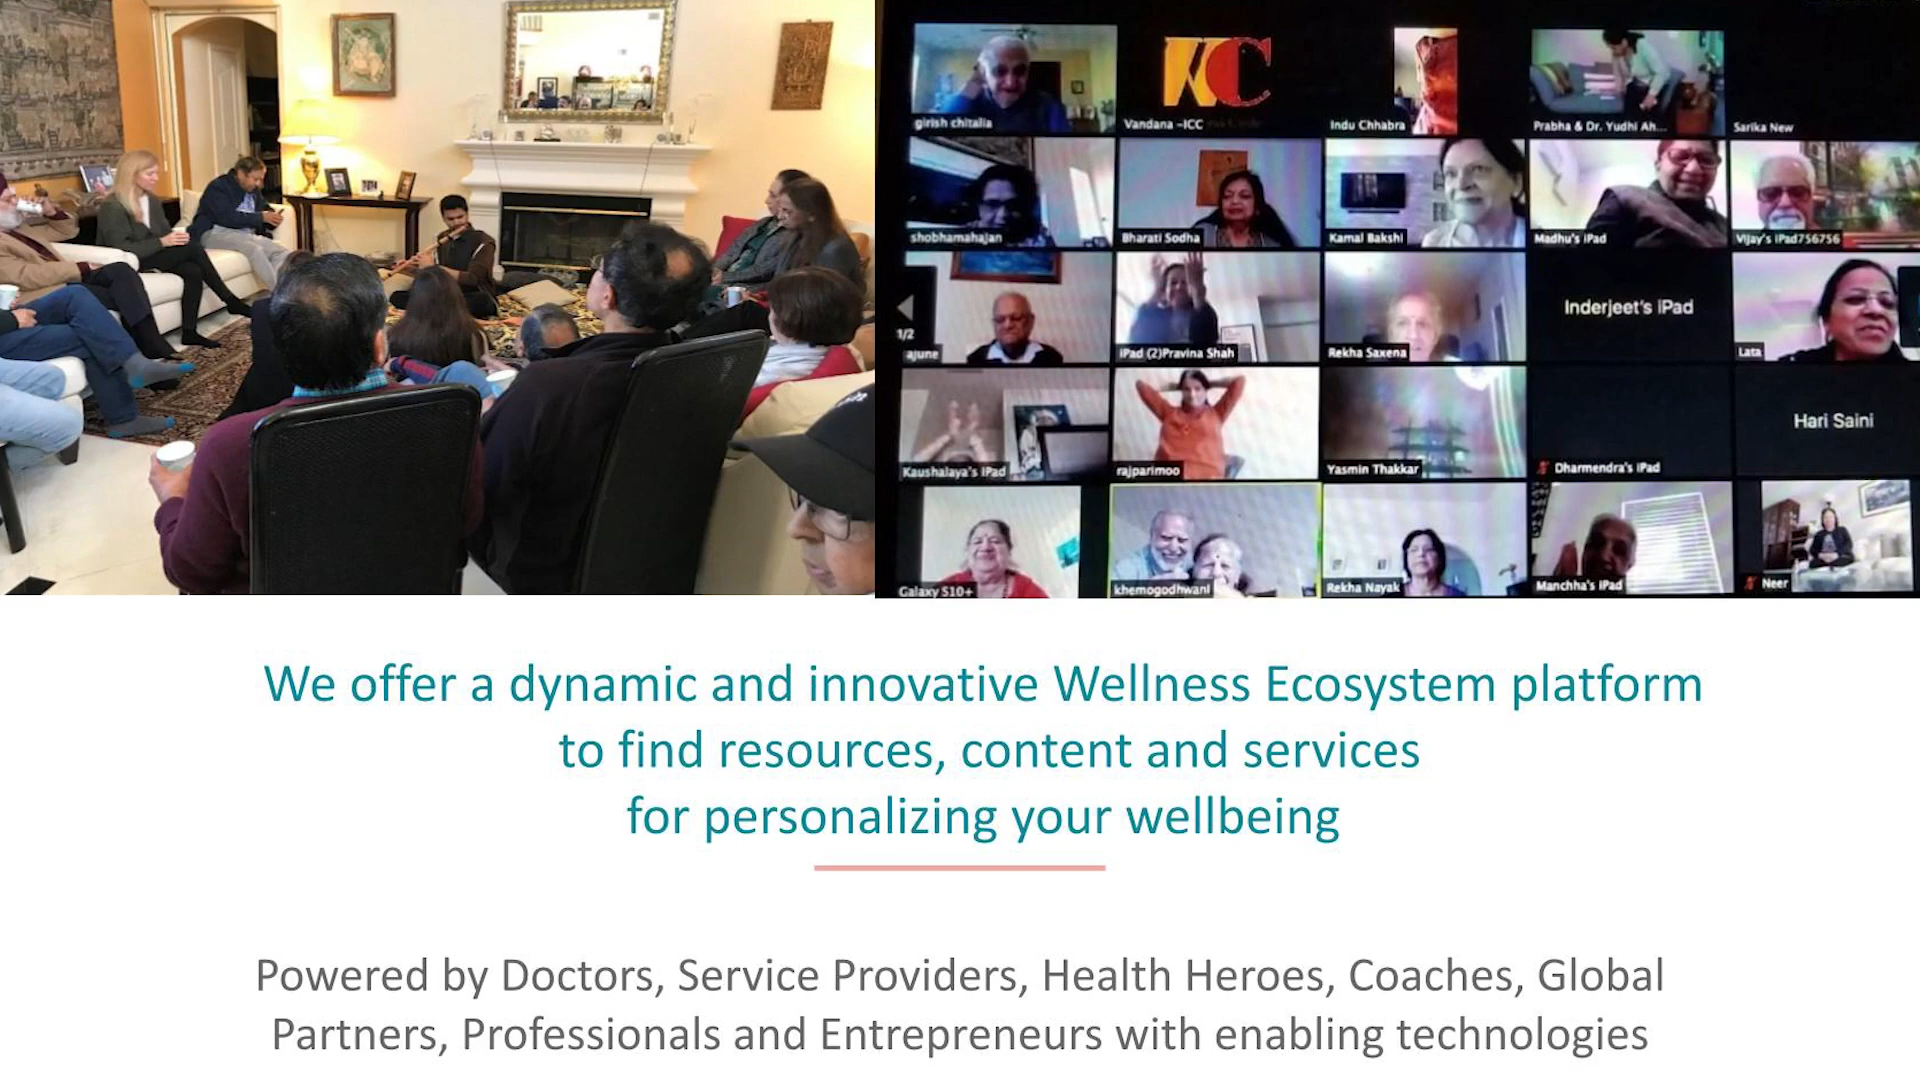 girish chitalia
Vandana -ICC
Indu Chhabra
Prabha & Dr. Yudhi Ah...
Sarika New
shobhamahajan
Bharati Sodha
Kamal Bakshi
Madhu's iPad
Vijay's iPad756756
1/2
ajune
iPad (2)Pravina Shah
Rekha Saxena
Inderjeet's iPad
Lata
Kaushalaya's iPad
rajparimoo
Yasmin Thakkar
Dharmendra's iPad
Hari Saini
Galaxy S10+
khemogodhwani
Rekha Nayak
Manchha's iPad
Neer
We offer a dynamic and innovative Wellness Ecosystem platform
to find resources, content and services
for personalizing your wellbeing
Powered by Doctors, Service Providers, Health Heroes, Coaches, Global
Partners, Professionals and Entrepreneurs with enabling technologies